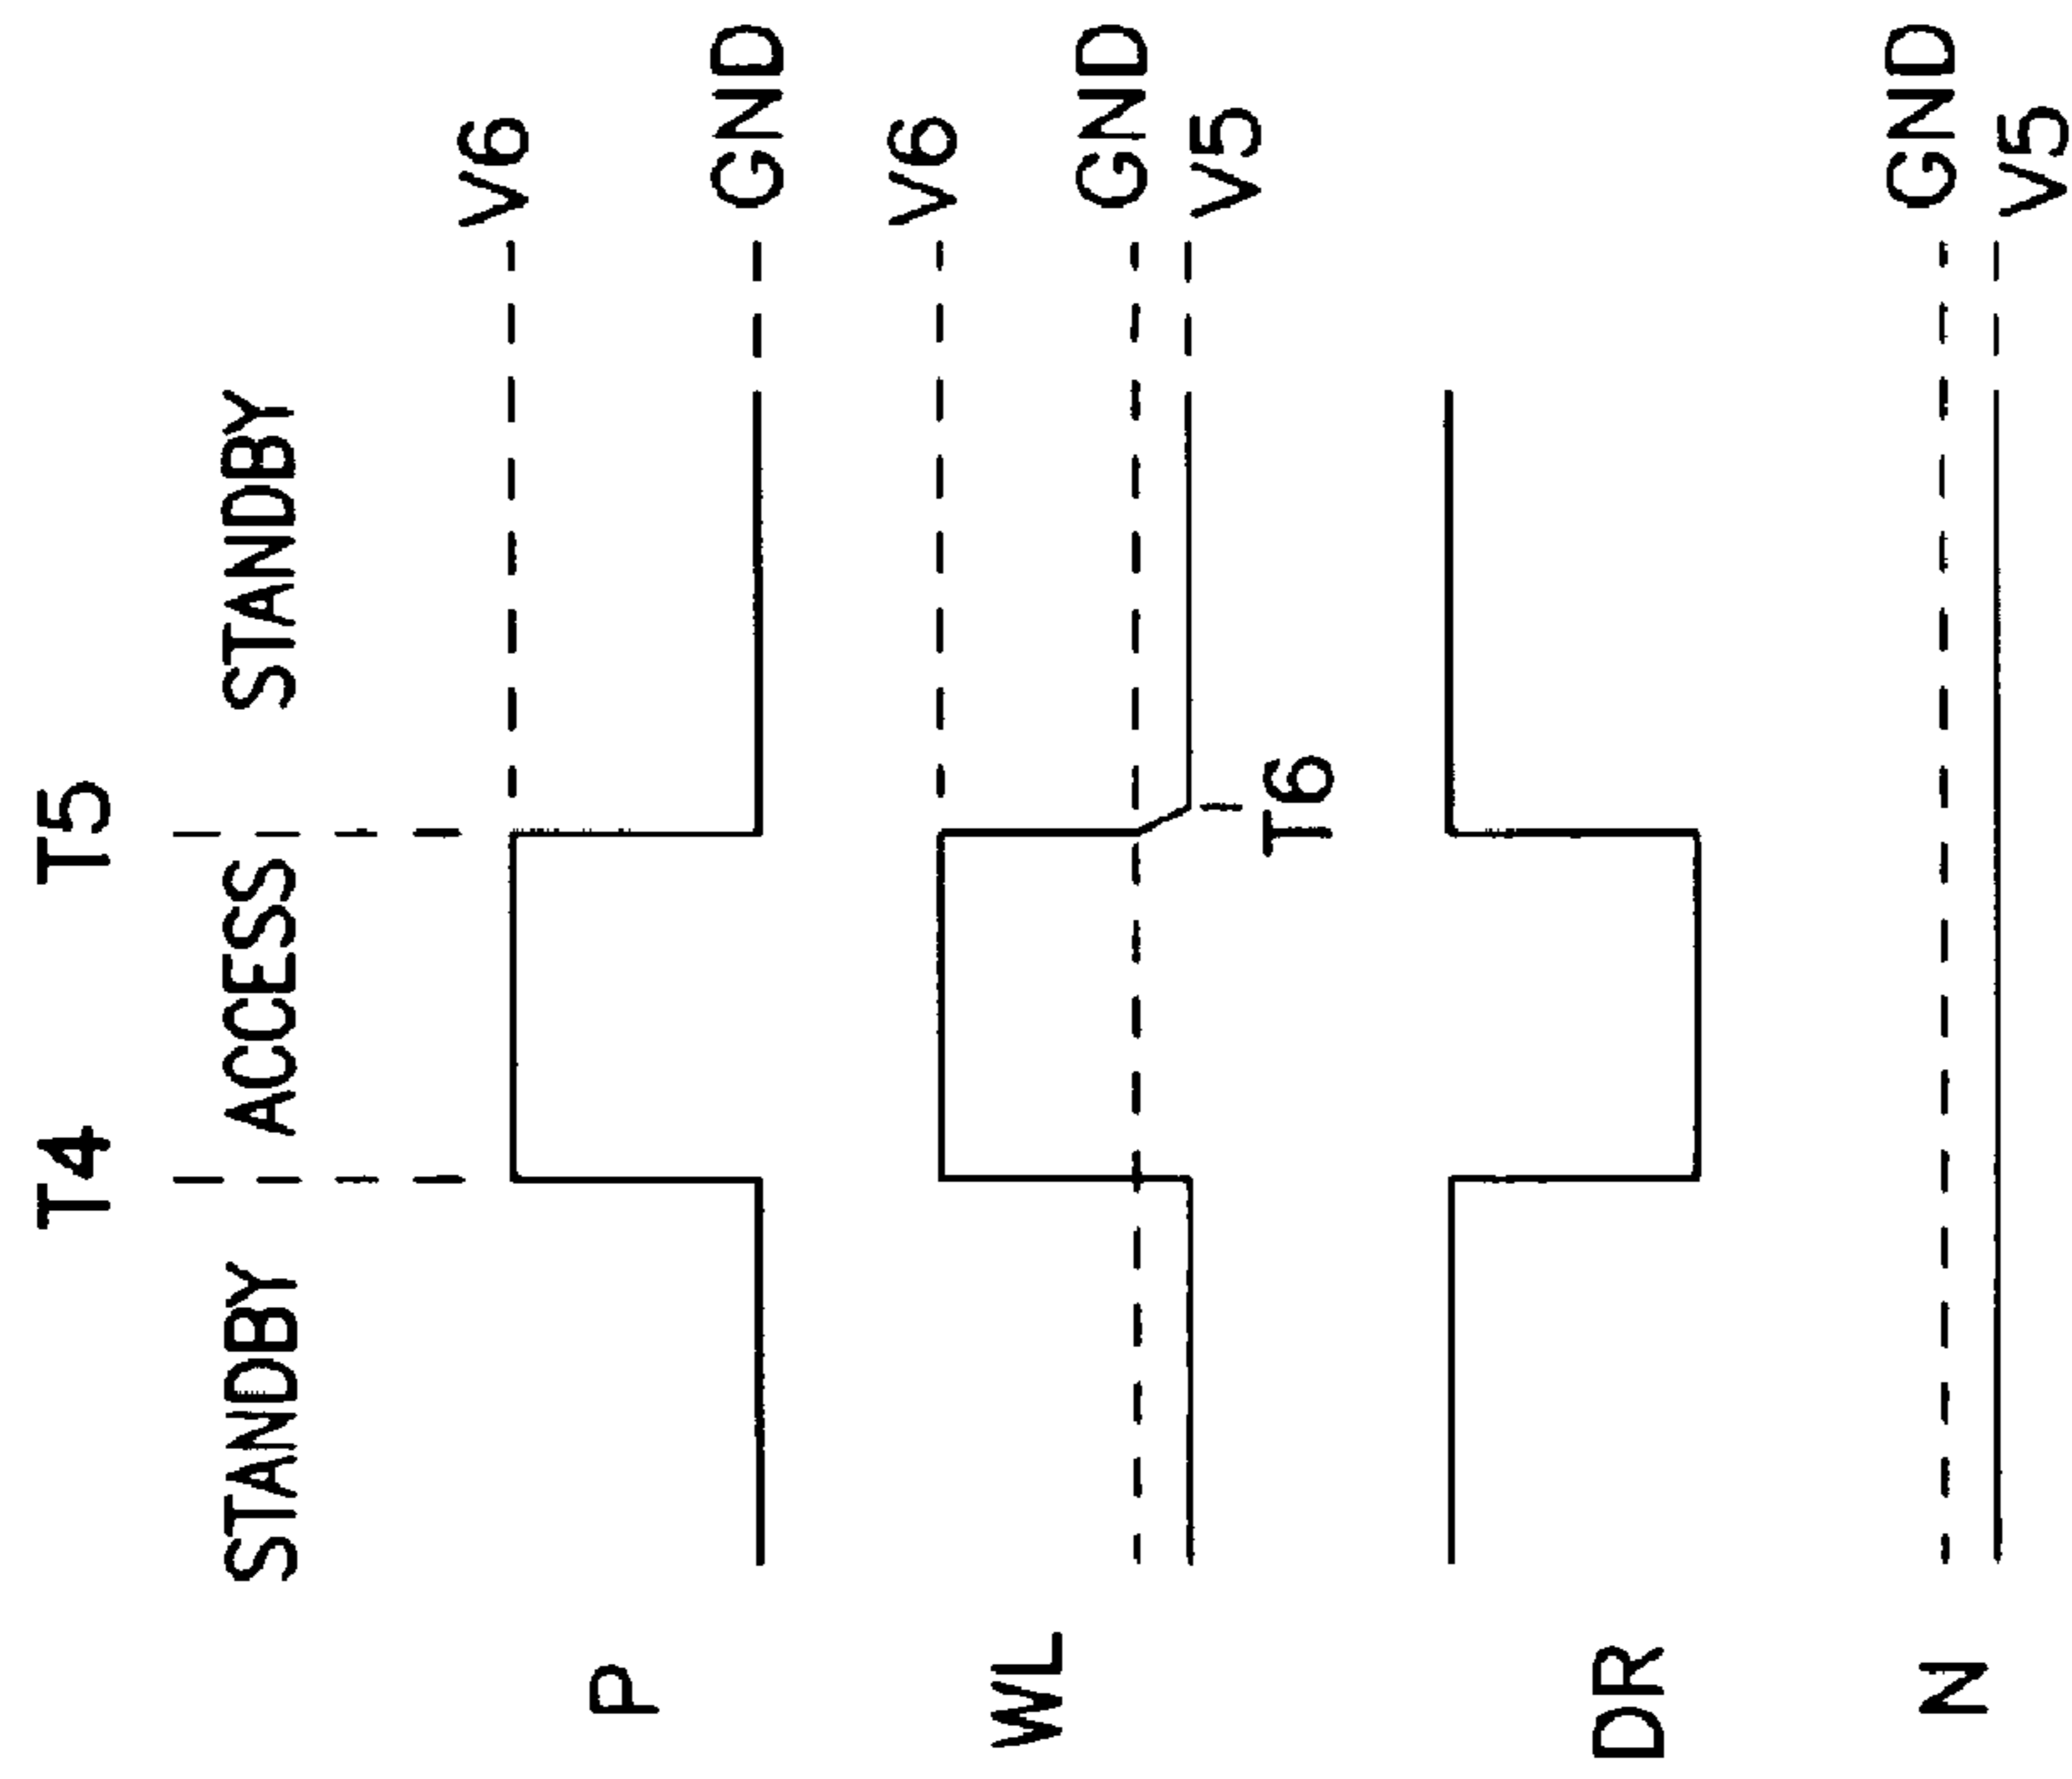 T4 T5
STANDBY ACCESS STANDBY
V6
P
GND
V6
WL
GND
V5
T6
DR
GND
N
V5